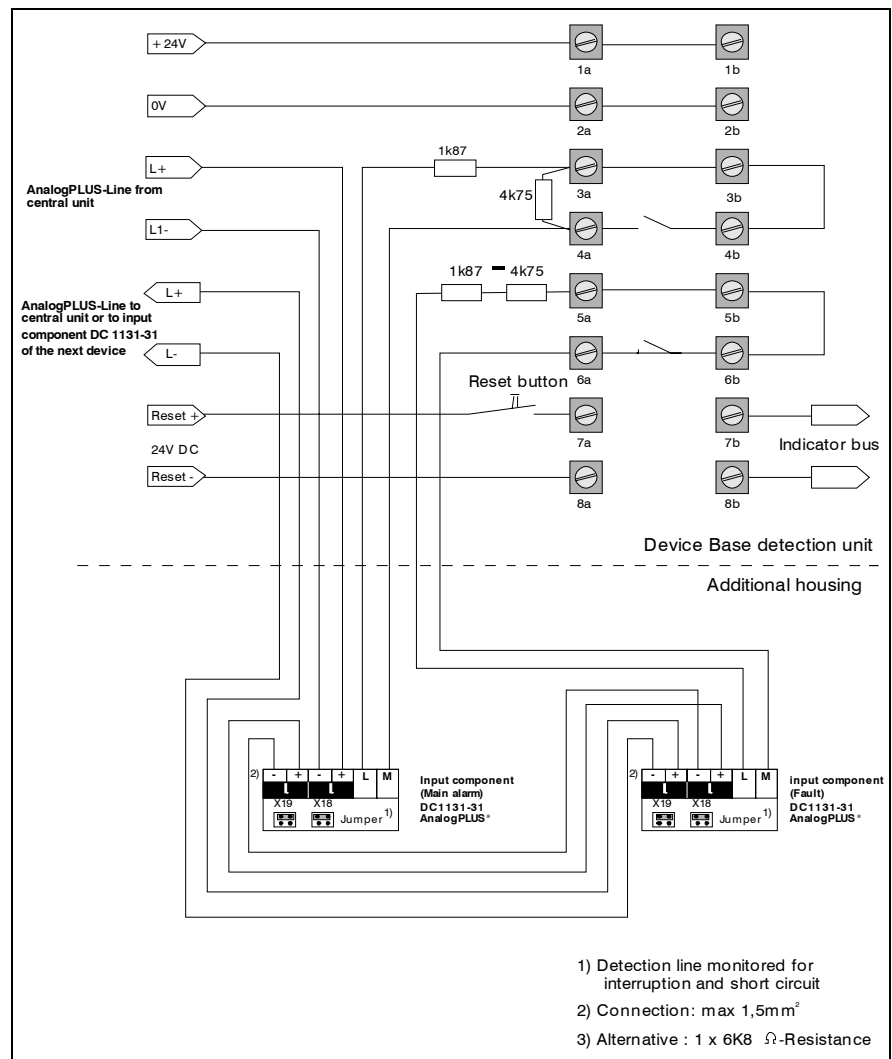 + 24V
1a
1b
0V
2a
2b
L+
1k87
4k75
3a
3b
AnalogPLUS-Line from
central unit
L1-
4a
4b
1k87 4k75
L+
5a
5b
AnalogPLUS-Line to
central unit or to input
component DC 1131-31
of the next device
L-
6a
6b
Reset button
Reset +
7a
7b
24V DC
Indicator bus
Reset -
8a
8b
Device Base detection unit
Additional housing
2) - + - + L M
X19 X18
Jumper 1)
Input component
(Main alarm)
DC1131-31
AnalogPLUS®
2) - + - + L M
X19 X18
Jumper 1)
input component
(Fault)
DC1131-31
AnalogPLUS®
1) Detection line monitored for
interruption and short circuit
2) Connection: max 1,5mm²
3) Alternative : 1 x 6K8 Ω-Resistance